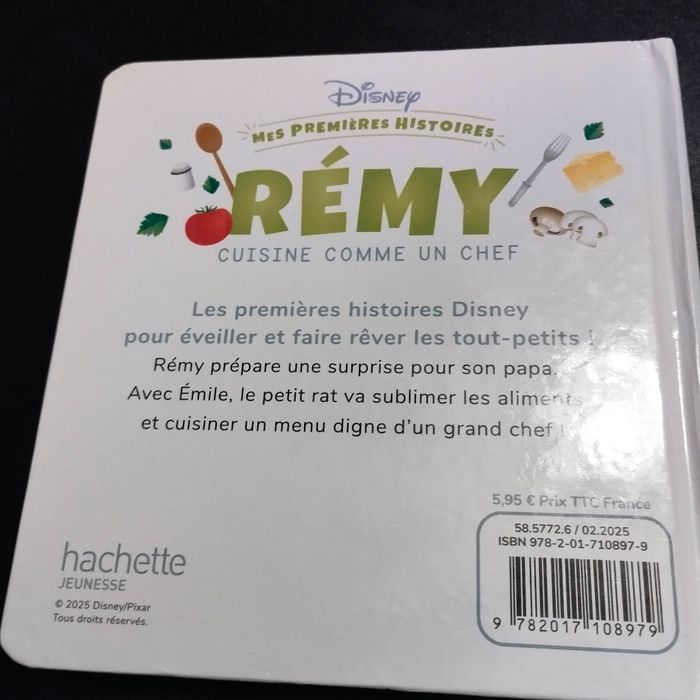 Disney
MES PREMIÈRES HISTOIRES
RÉMY
CUISINE COMME UN CHEF
Les premières histoires Disney
pour éveiller et faire rêver les tout-petits !
Rémy prépare une surprise pour son papa.
Avec Émile, le petit rat va sublimer les aliments
et cuisiner un menu digne d'un grand chef !
5,95 € Prix TTC France
58.5772.6 / 02.2025
ISBN 978-2-01-710897-9
9 782017 108979
hachette
JEUNESSE
© 2025 Disney/Pixar
Tous droits réservés.